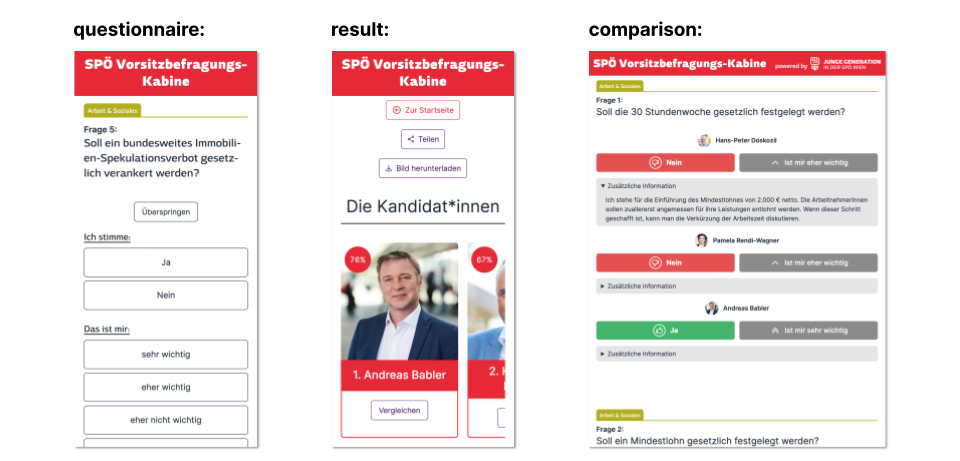 questionnaire:
SPÖ Vorsitzbefragungs-
Kabine
Arbeit & Soziales
Frage 5:
Soll ein bundesweites Immobili-
en-Spekulationsverbot gesetz-
lich verankert werden?
Überspringen
Ich stimme:
Ja
Nein
Das ist mir:
sehr wichtig
eher wichtig
eher nicht wichtig
result:
SPÖ Vorsitzbefragungs-
Kabine
Zur Startseite
Teilen
Bild herunterladen
Die Kandidat*innen
76%
67%
1. Andreas Babler
2.
Vergleichen
comparison:
SPÖ Vorsitzbefragungs-Kabine
powered by
JUNGE GENERATION
IN DER SPÖ WIEN
Arbeit & Soziales
Frage 1:
Soll die 30 Stundenwoche gesetzlich festgelegt werden?
Hans-Peter Doskozil
Nein
Ist mir eher wichtig
▼ Zusätzliche Information
Ich stehe für die Einführung des Mindestlohnes von 2.000 € netto. Die ArbeitnehmerInnen
sollen zuallererst angemessen für ihre Leistungen entlohnt werden. Wenn dieser Schritt
geschafft ist, kann man die Verkürzung der Arbeitszeit diskutieren.
Pamela Rendi-Wagner
Nein
Ist mir eher wichtig
► Zusätzliche Information
Andreas Babler
Ja
Ist mir sehr wichtig
► Zusätzliche Information
Arbeit & Soziales
Frage 2:
Soll ein Mindestlohn gesetzlich festgelegt werden?